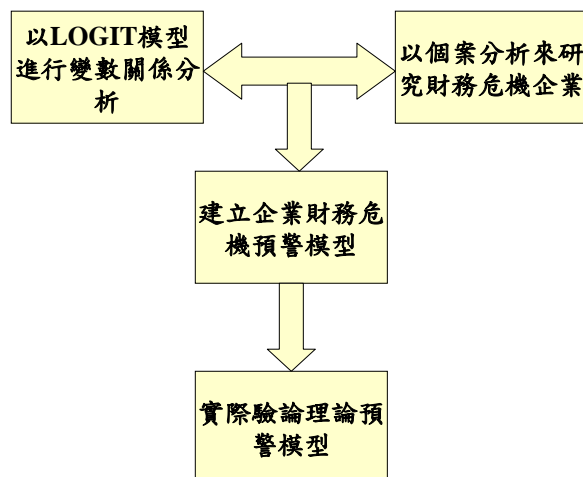 以LOGIT模型
進行變數關係分
析
以個案分析來研
究財務危機企業
建立企業財務危
機預警模型
實際驗論理論預
警模型